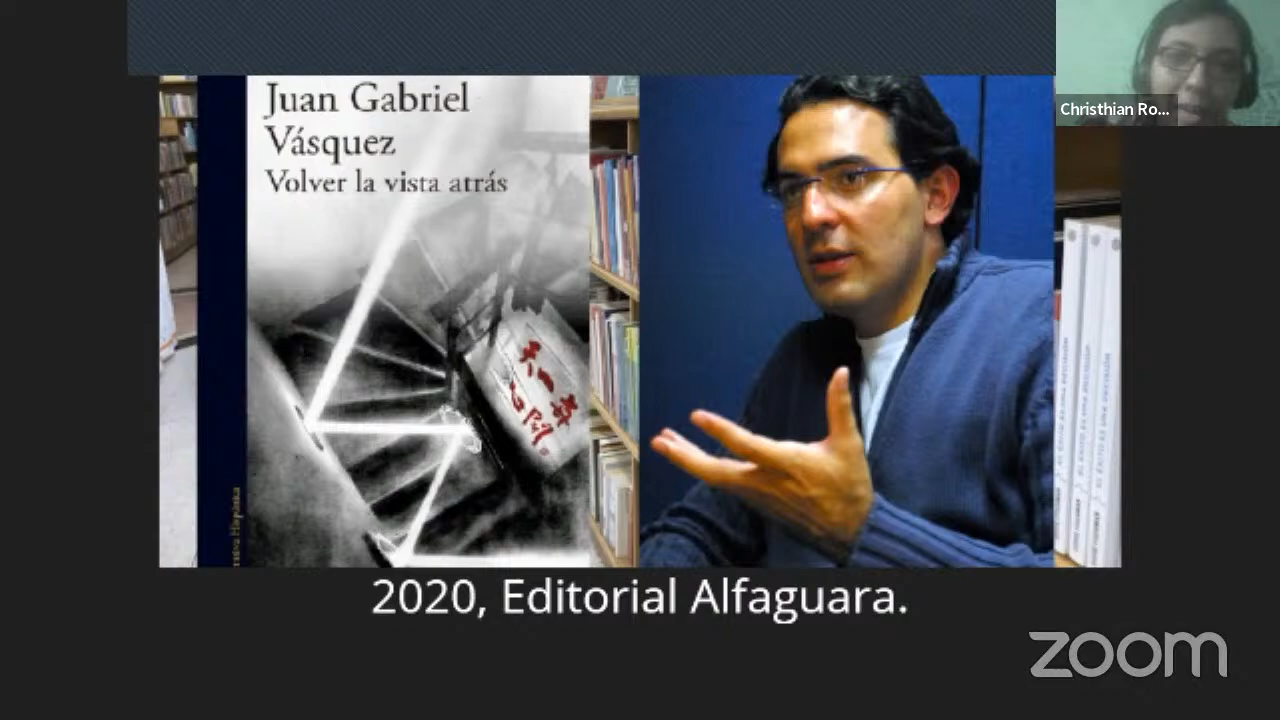 Juan Gabriel
Vásquez
Volver la vista atrás
Christhian Ro...
2020, Editorial Alfaguara.
zoom